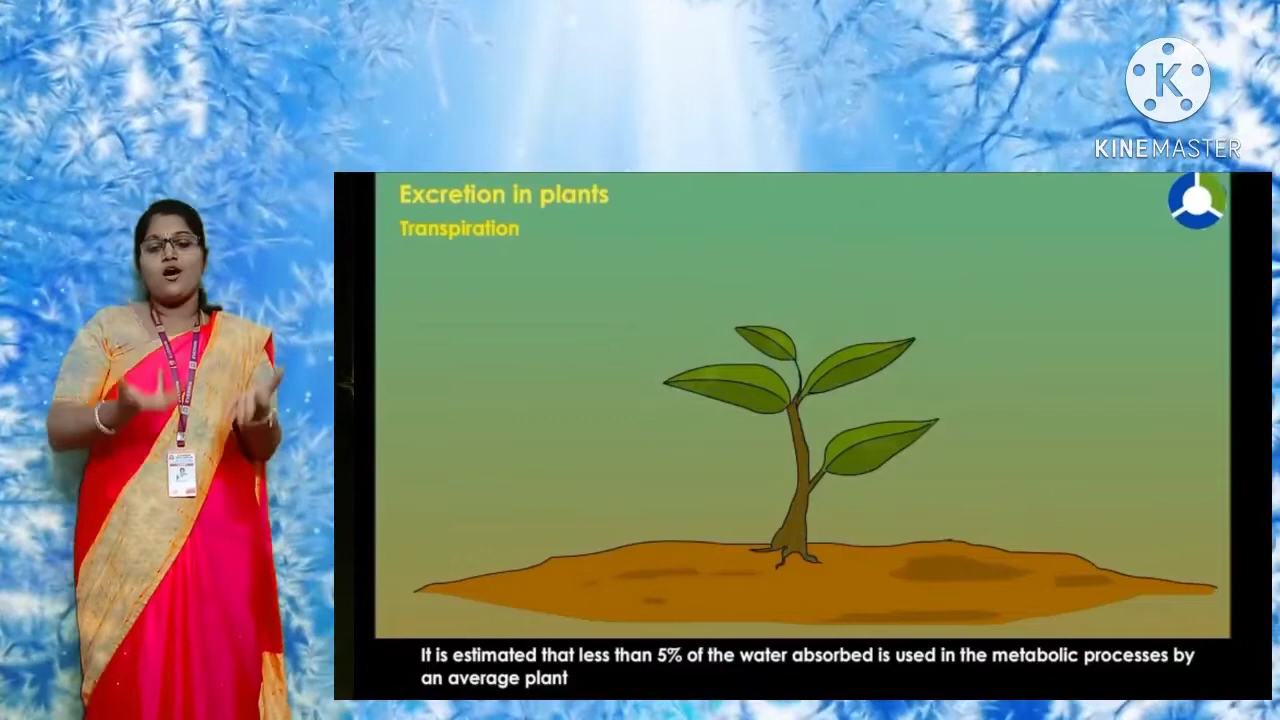 K
KINEMASTER
Excretion in plants
Transpiration
It is estimated that less than 5% of the water absorbed is used in the metabolic processes by
an average plant